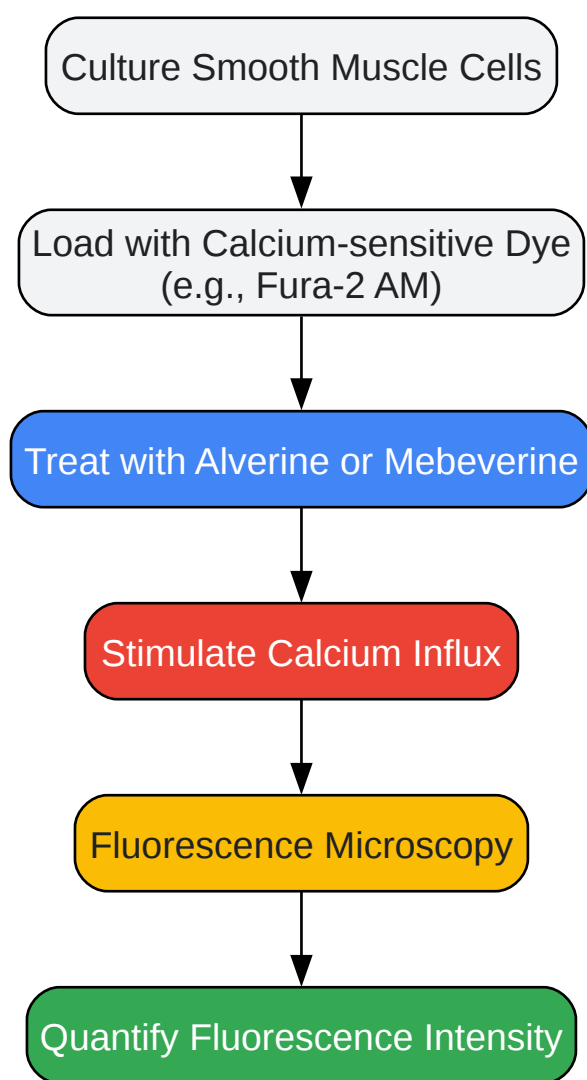 Culture Smooth Muscle Cells
Load with Calcium-sensitive Dye
(e.g., Fura-2 AM)
Treat with Alverine or Mebeverine
Stimulate Calcium Influx
Fluorescence Microscopy
Quantify Fluorescence Intensity